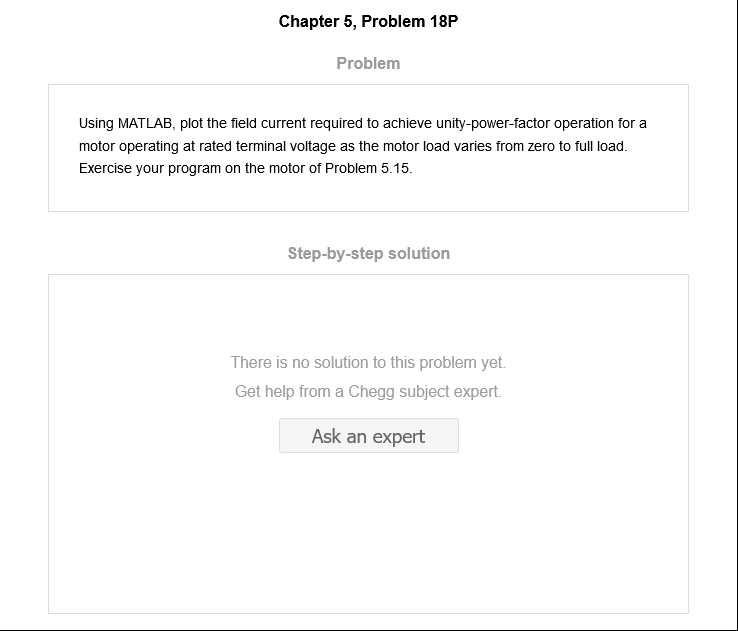 Chapter 5, Problem 18P
Problem
Using MATLAB, plot the field current required to achieve unity-power-factor operation for a
motor operating at rated terminal voltage as the motor load varies from zero to full load.
Exercise your program on the motor of Problem 5.15.
Step-by-step solution
There is no solution to this problem yet.
Get help from a Chegg subject expert.
Ask an expert